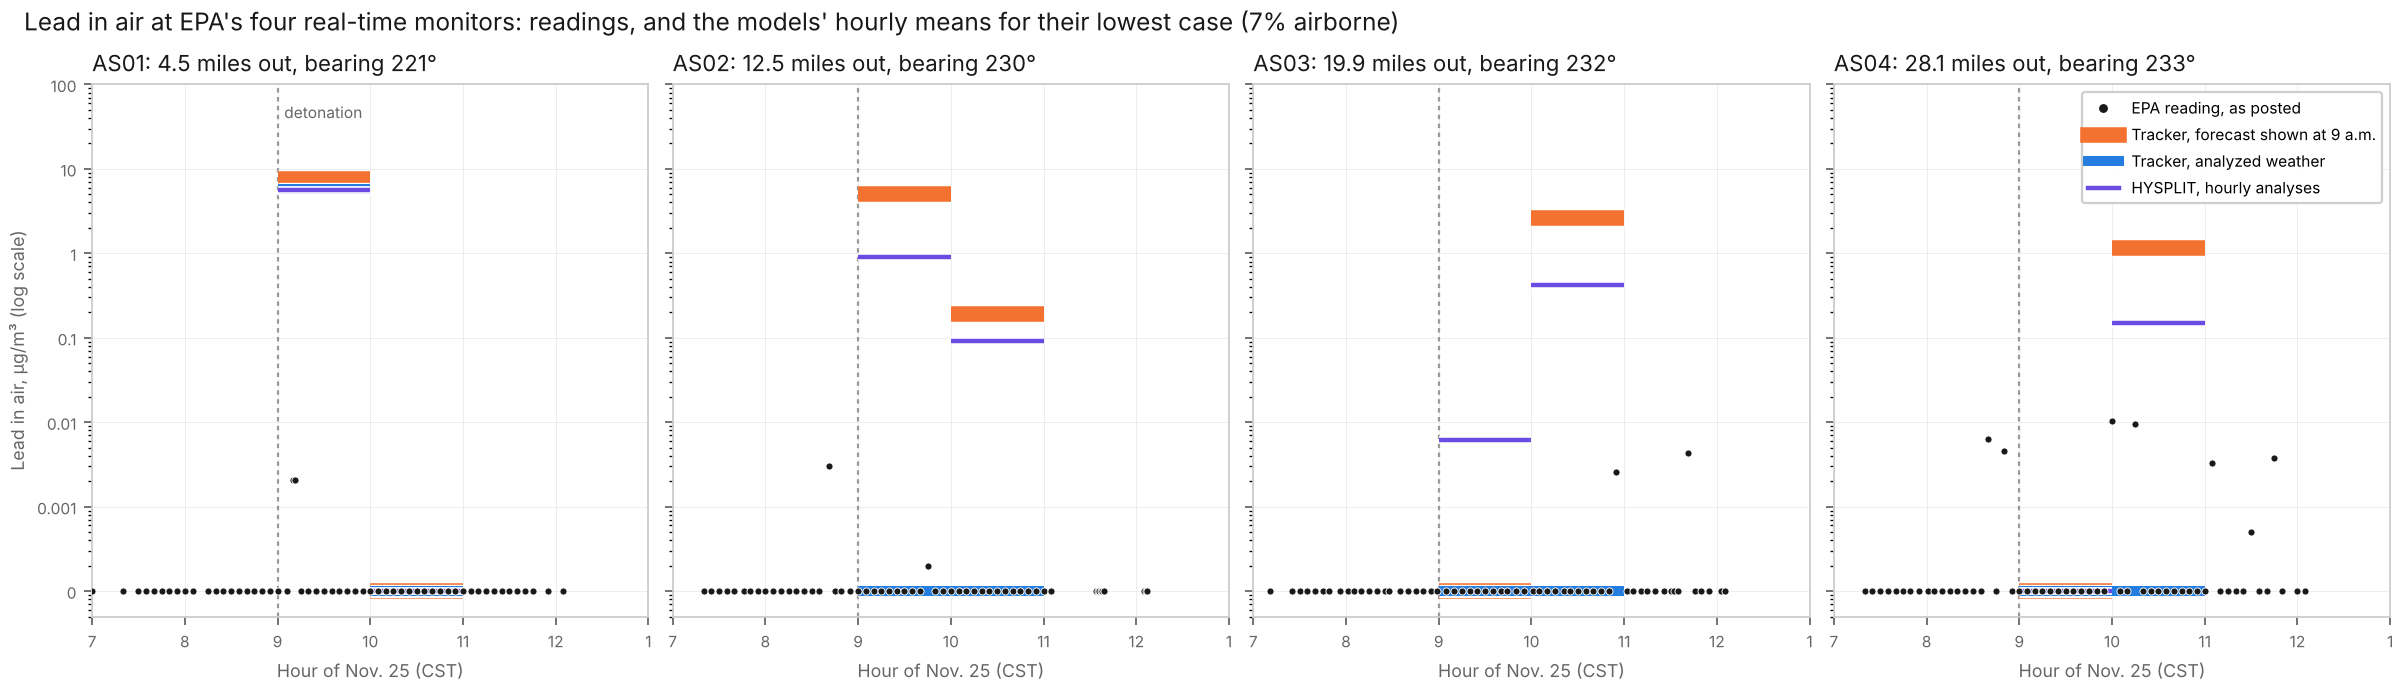 Lead in air at EPA's four real-time monitors: readings, and the models' hourly means for their lowest case (7% airborne)
AS01: 4.5 miles out, bearing 221°
AS02: 12.5 miles out, bearing 230°
AS03: 19.9 miles out, bearing 232°
AS04: 28.1 miles out, bearing 233°
Lead in air, µg/m³ (log scale)
100
10
1
0.1
0.01
0.001
0
detonation
EPA reading, as posted
Tracker, forecast shown at 9 a.m.
Tracker, analyzed weather
HYSPLIT, hourly analyses
7 8 9 10 11 12 1
7 8 9 10 11 12 1
7 8 9 10 11 12 1
7 8 9 10 11 12 1
Hour of Nov. 25 (CST)
Hour of Nov. 25 (CST)
Hour of Nov. 25 (CST)
Hour of Nov. 25 (CST)